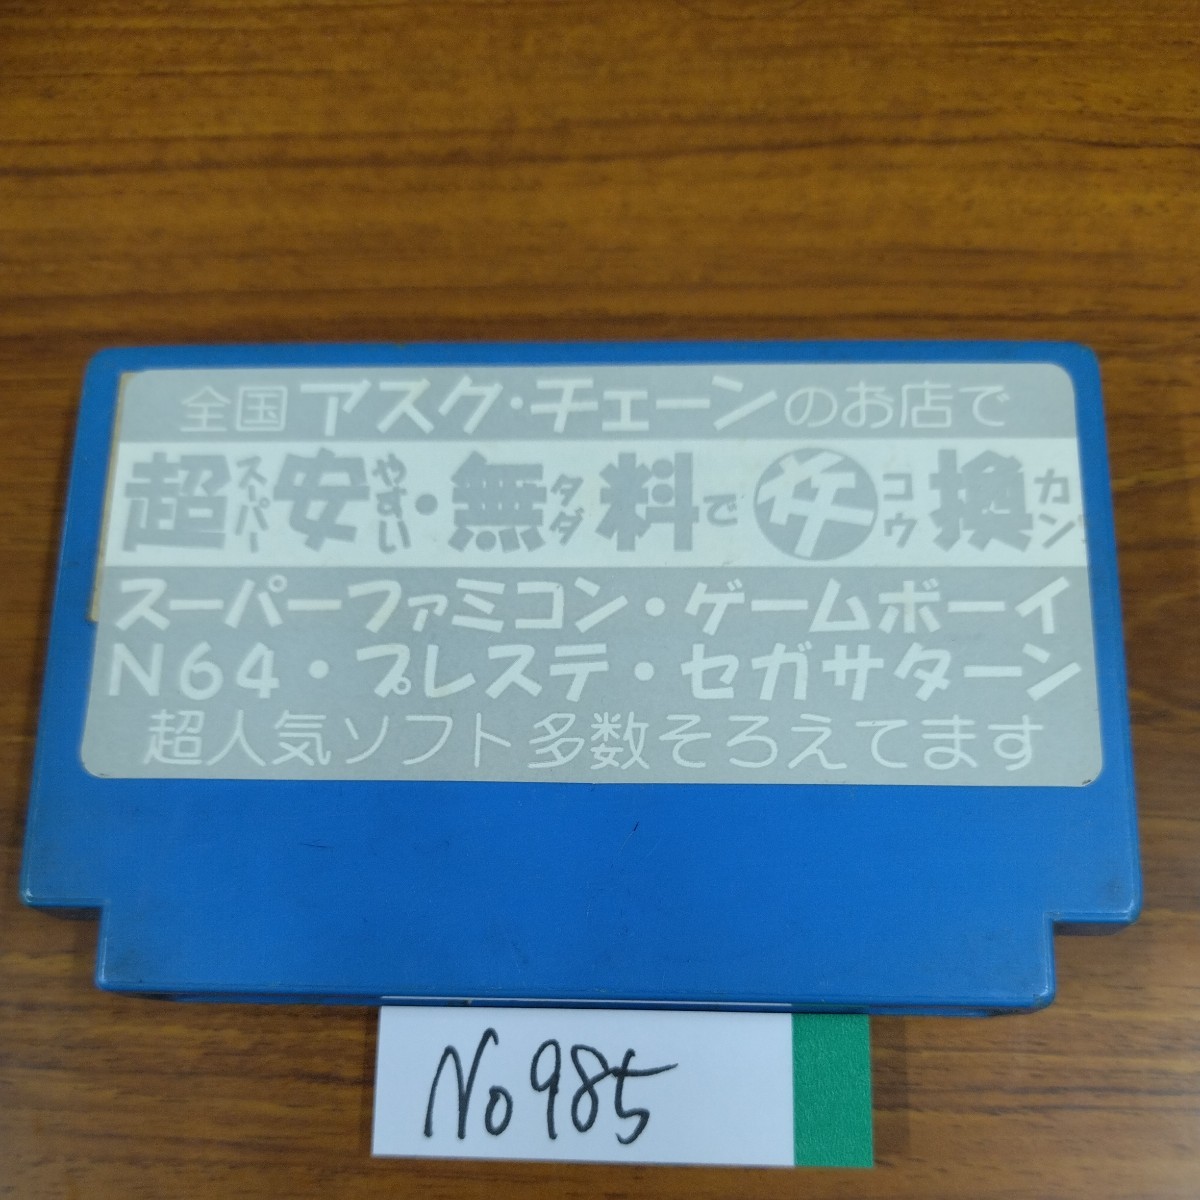 全国アスク・チェーンのお店で
超スーパー安やすい・無タダ料で交コウ換カン
スーパーファミコン・ゲームボーイ
N64・プレステ・セガサターン
超人気ソフト多数そろえてます
No 985